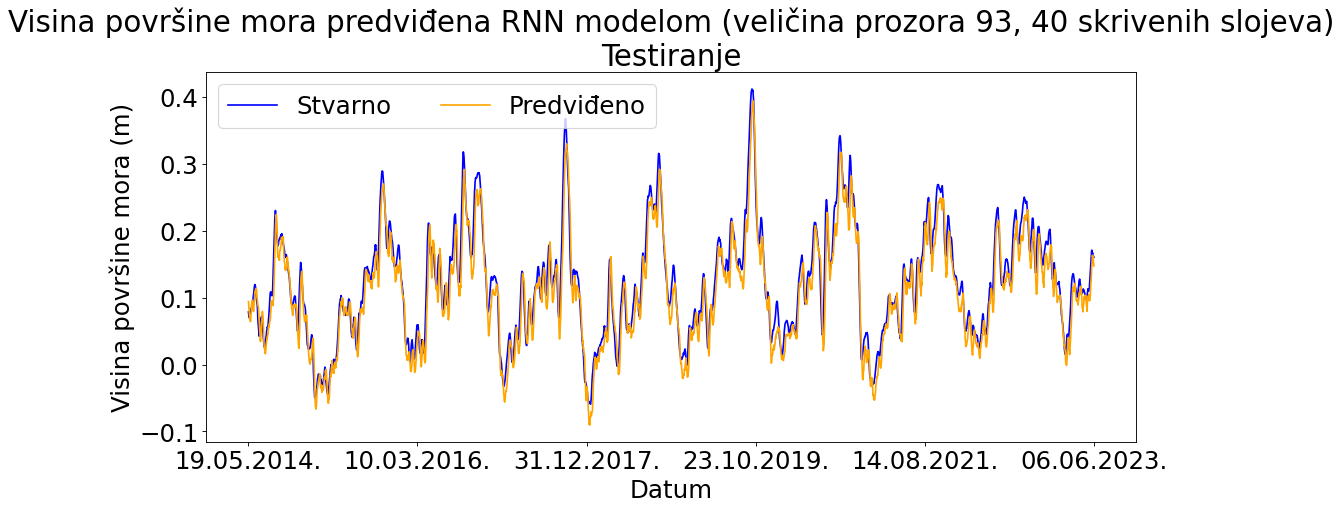 Visina površine mora predviđena RNN modelom (veličina prozora 93, 40 skrivenih slojeva)
Testiranje
Stvarno Predviđeno
Visina površine mora (m)
0.4
0.3
0.2
0.1
0.0
−0.1
19.05.2014. 10.03.2016. 31.12.2017. 23.10.2019. 14.08.2021. 06.06.2023.
Datum